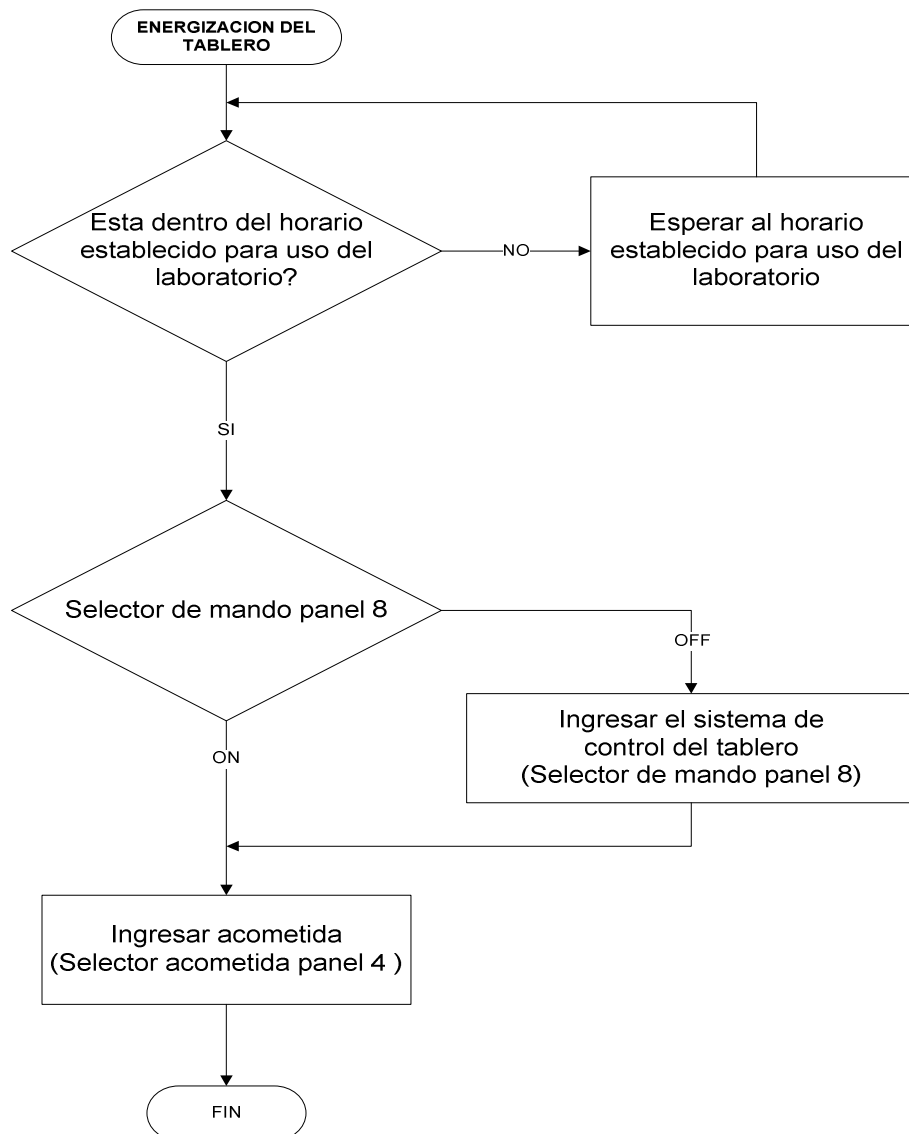 ENERGIZACION DEL
TABLERO
Esta dentro del horario
establecido para uso del
laboratorio?
NO
Esperar al horario
establecido para uso del
laboratorio
SI
Selector de mando panel 8
OFF
Ingresar el sistema de
control del tablero
(Selector de mando panel 8)
ON
Ingresar acometida
(Selector acometida panel 4 )
FIN